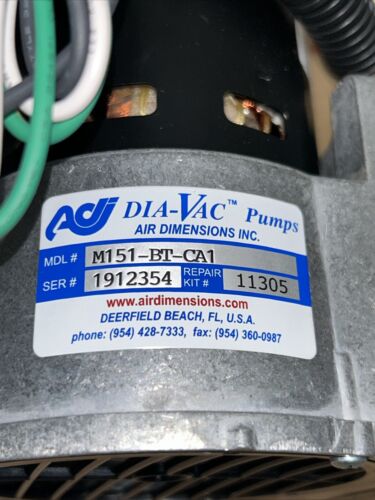 ADI DIA-VAC™ Pumps
AIR DIMENSIONS INC.
MDL # M151-BT-CA1
SER # 1912354 REPAIR KIT # 11305
www.airdimensions.com
DEERFIELD BEACH, FL, U.S.A.
phone: (954) 428-7333, fax: (954) 360-0987